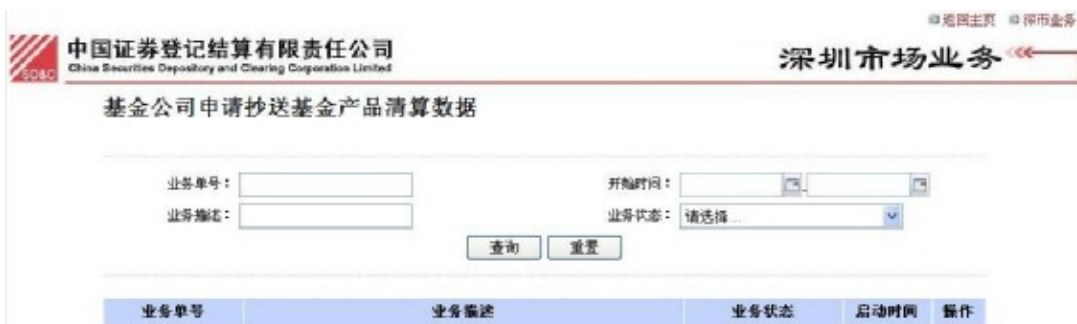 返回主页 深市业务
中国证券登记结算有限责任公司
China Securities Depository and Clearing Corporation Limited
深圳市场业务
SD&C
基金公司申请抄送基金产品清算数据
业务单号： 开始时间： -
业务描述： 业务状态： 请选择...
查询 重置
业务单号 业务描述 业务状态 启动时间 操作